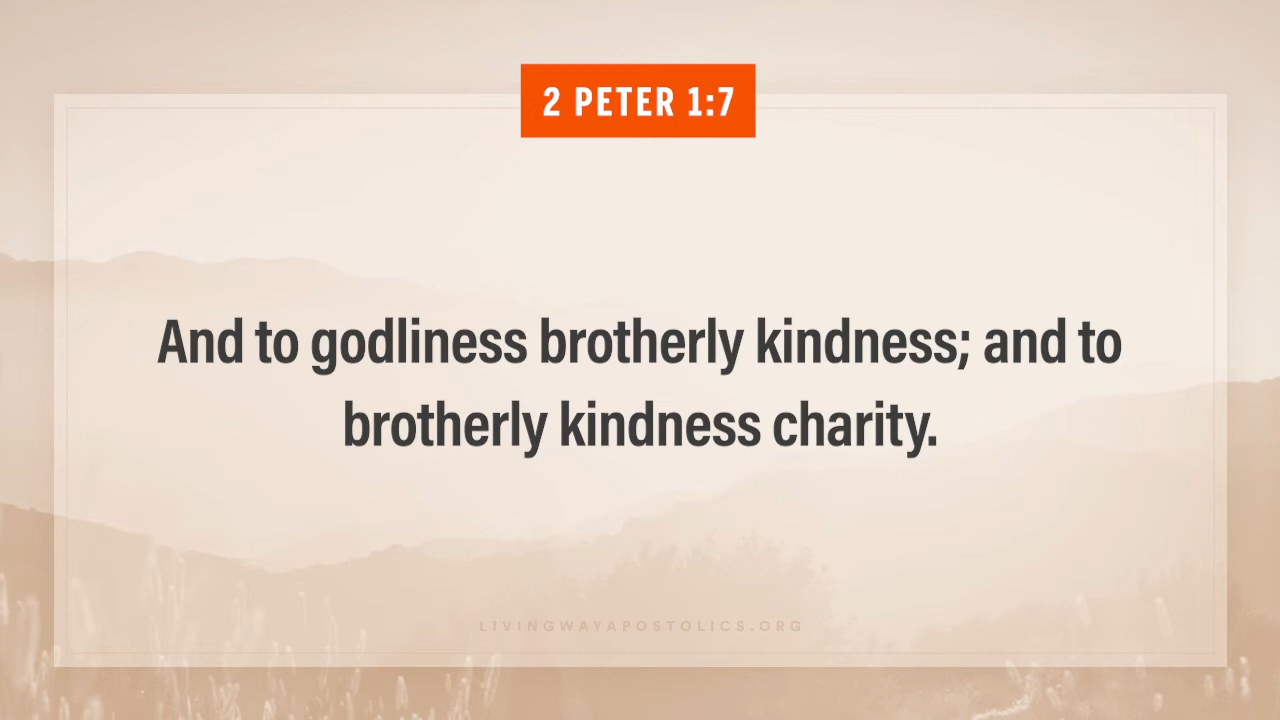 2 PETER 1:7
And to godliness brotherly kindness; and to
brotherly kindness charity.
LIVINGWAYAPOSTOLICS.ORG